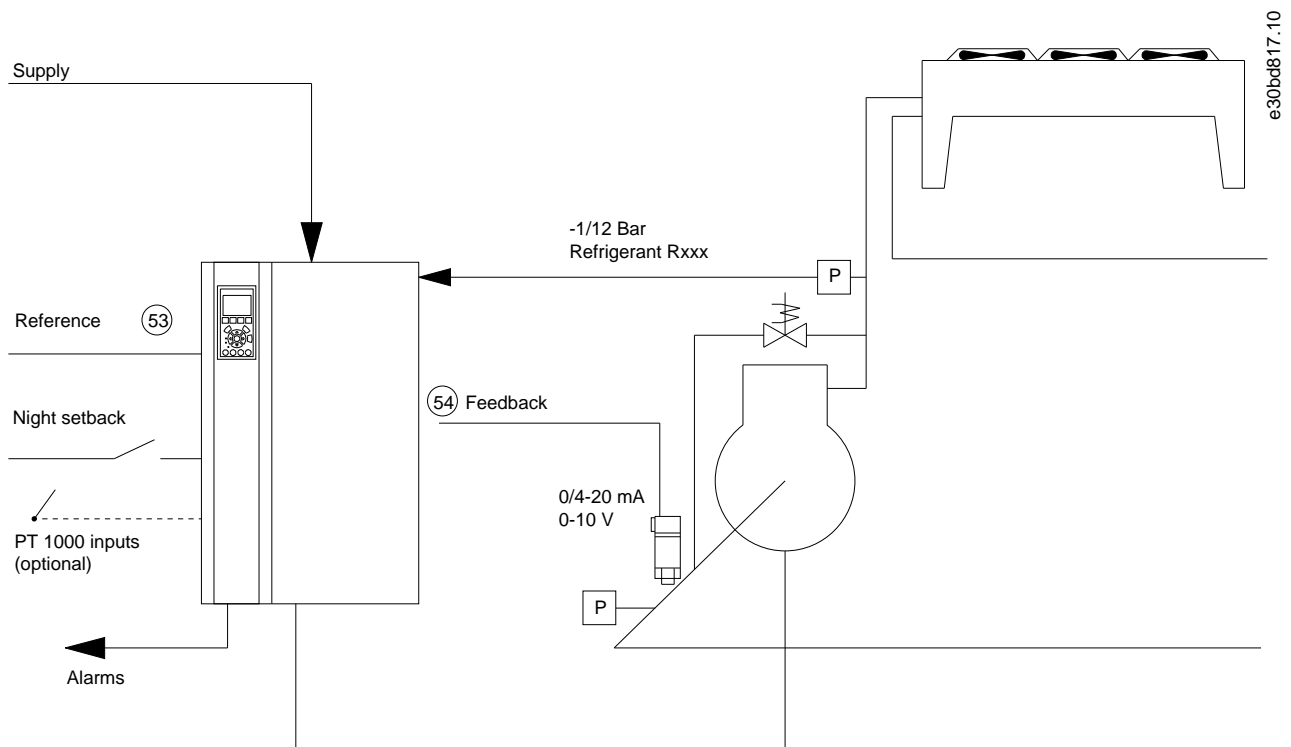 e30bd817.10
Supply
-1/12 Bar
Refrigerant Rxxx
P
Reference 53
54 Feedback
Night setback
0/4-20 mA
0-10 V
PT 1000 inputs
(optional)
P
Alarms